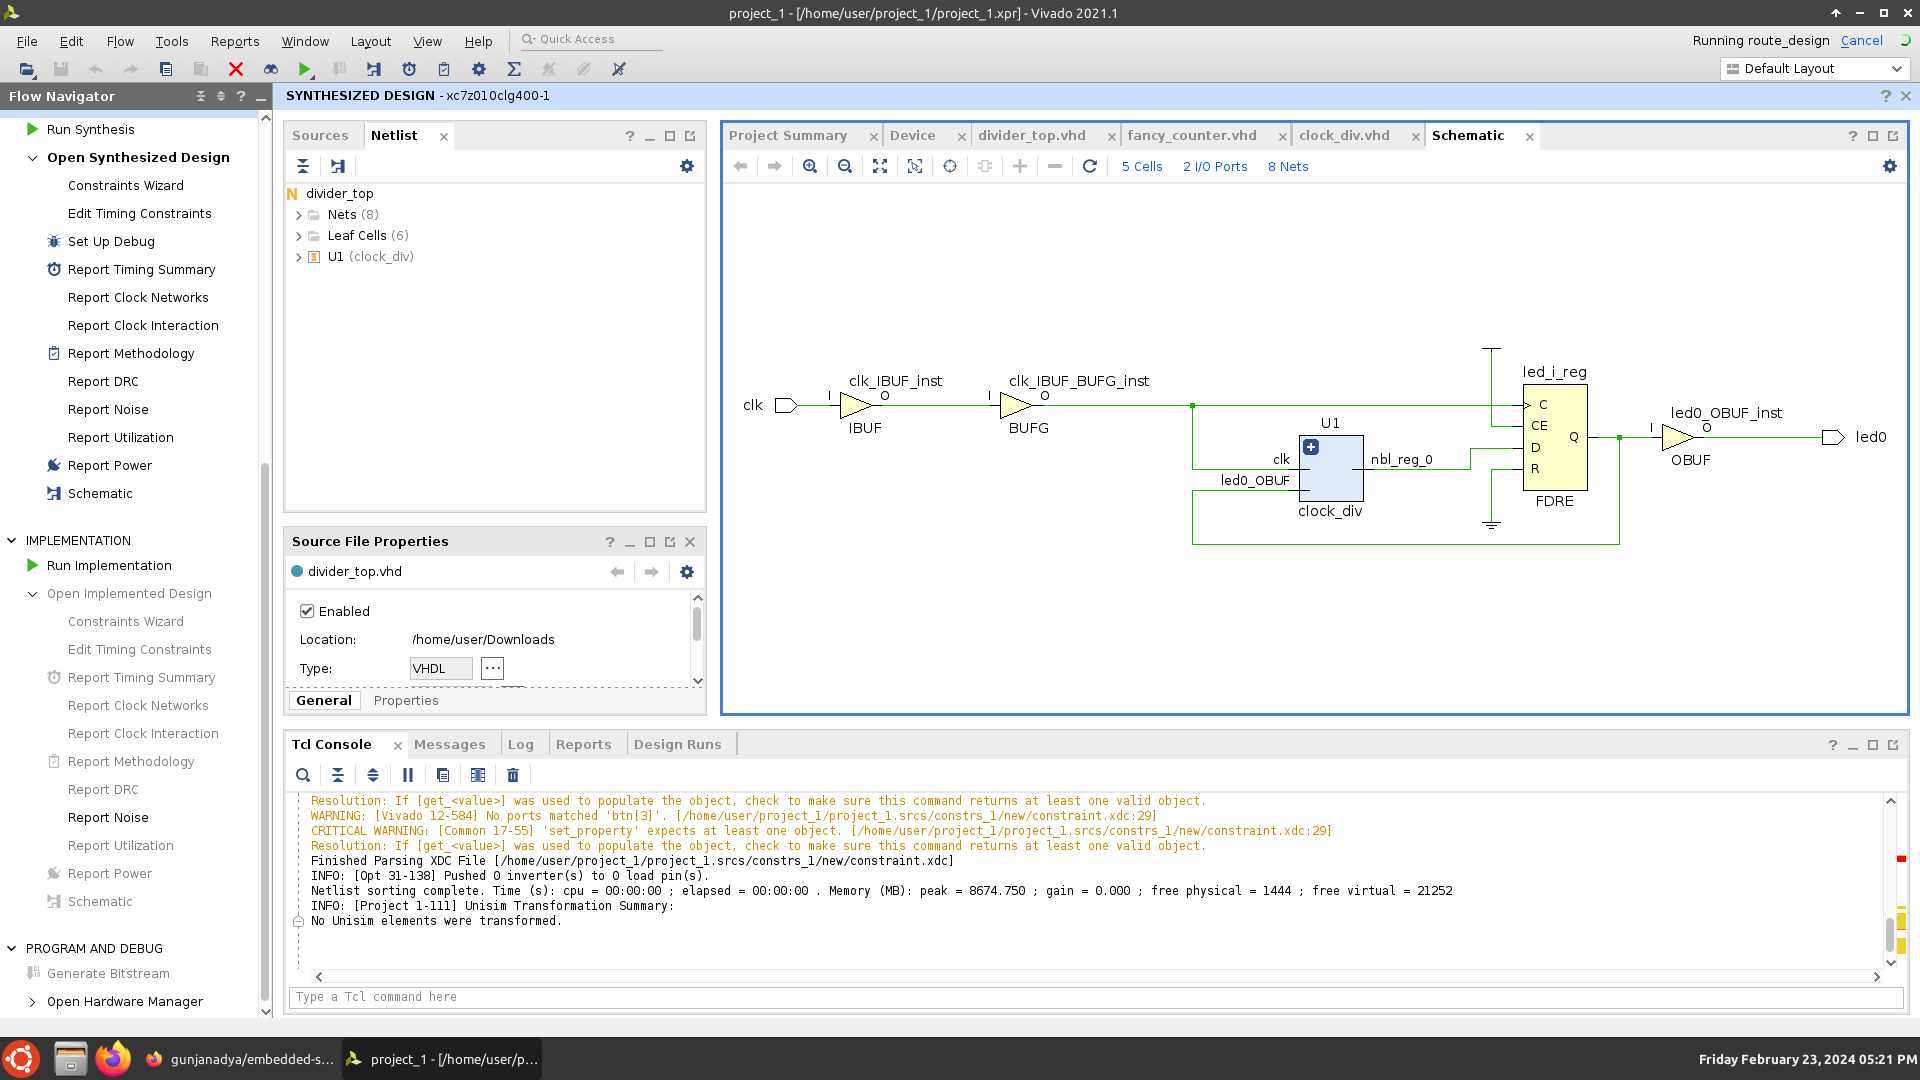 project_1 - [/home/user/project_1/project_1.xpr] - Vivado 2021.1
File Edit Flow Tools Reports Window Layout View Help Quick Access
Running route_design Cancel
Default Layout
Flow Navigator
SYNTHESIZED DESIGN - xc7z010clg400-1
Run Synthesis
Open Synthesized Design
Constraints Wizard
Edit Timing Constraints
Set Up Debug
Report Timing Summary
Report Clock Networks
Report Clock Interaction
Report Methodology
Report DRC
Report Noise
Report Utilization
Report Power
Schematic
IMPLEMENTATION
Run Implementation
Open Implemented Design
Constraints Wizard
Edit Timing Constraints
Report Timing Summary
Report Clock Networks
Report Clock Interaction
Report Methodology
Report DRC
Report Noise
Report Utilization
Report Power
Schematic
PROGRAM AND DEBUG
Generate Bitstream
Open Hardware Manager
Sources Netlist
divider_top
Nets (8)
Leaf Cells (6)
U1 (clock_div)
Source File Properties
divider_top.vhd
Enabled
Location: /home/user/Downloads
Type: VHDL
General Properties
Project Summary Device divider_top.vhd fancy_counter.vhd clock_div.vhd Schematic
5 Cells 2 I/O Ports 8 Nets
clk
clk_IBUF_inst
I O
IBUF
clk_IBUF_BUFG_inst
I O
BUFG
U1
clk
led0_OBUF
nbl_reg_0
clock_div
led_i_reg
C
CE
D
R
Q
FDRE
led0_OBUF_inst
I O
OBUF
led0
Tcl Console Messages Log Reports Design Runs
Resolution: If [get_<value>] was used to populate the object, check to make sure this command returns at least one valid object.
WARNING: [Vivado 12-584] No ports matched 'btn[3]'. [/home/user/project_1/project_1.srcs/constrs_1/new/constraint.xdc:29]
CRITICAL WARNING: [Common 17-55] 'set_property' expects at least one object. [/home/user/project_1/project_1.srcs/constrs_1/new/constraint.xdc:29]
Resolution: If [get_<value>] was used to populate the object, check to make sure this command returns at least one valid object.
Finished Parsing XDC File [/home/user/project_1/project_1.srcs/constrs_1/new/constraint.xdc]
INFO: [Opt 31-138] Pushed 0 inverter(s) to 0 load pin(s).
Netlist sorting complete. Time (s): cpu = 00:00:00 ; elapsed = 00:00:00 . Memory (MB): peak = 8674.750 ; gain = 0.000 ; free physical = 1444 ; free virtual = 21252
INFO: [Project 1-111] Unisim Transformation Summary:
No Unisim elements were transformed.
Type a Tcl command here
gunjanadya/embedded-s...
project_1 - [/home/user/p...
Friday February 23, 2024 05:21 PM